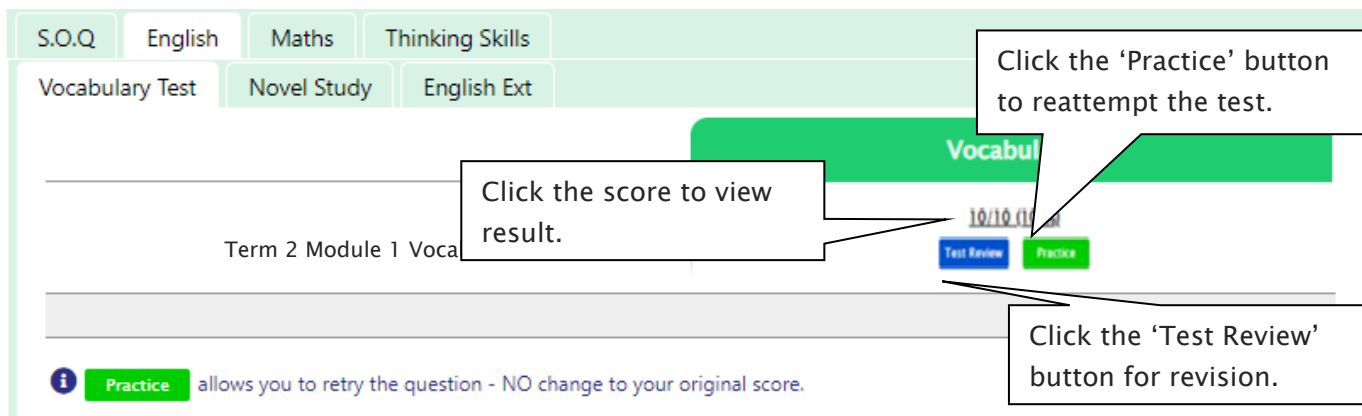 S.O.Q English Maths Thinking Skills
Vocabulary Test Novel Study English Ext
Click the ‘Practice’ button
to reattempt the test.
Click the score to view
result.
10/10
Term 2 Module 1
Test Review Practice
Click the ‘Test Review’
button for revision.
Practice allows you to retry the question - NO change to your original score.